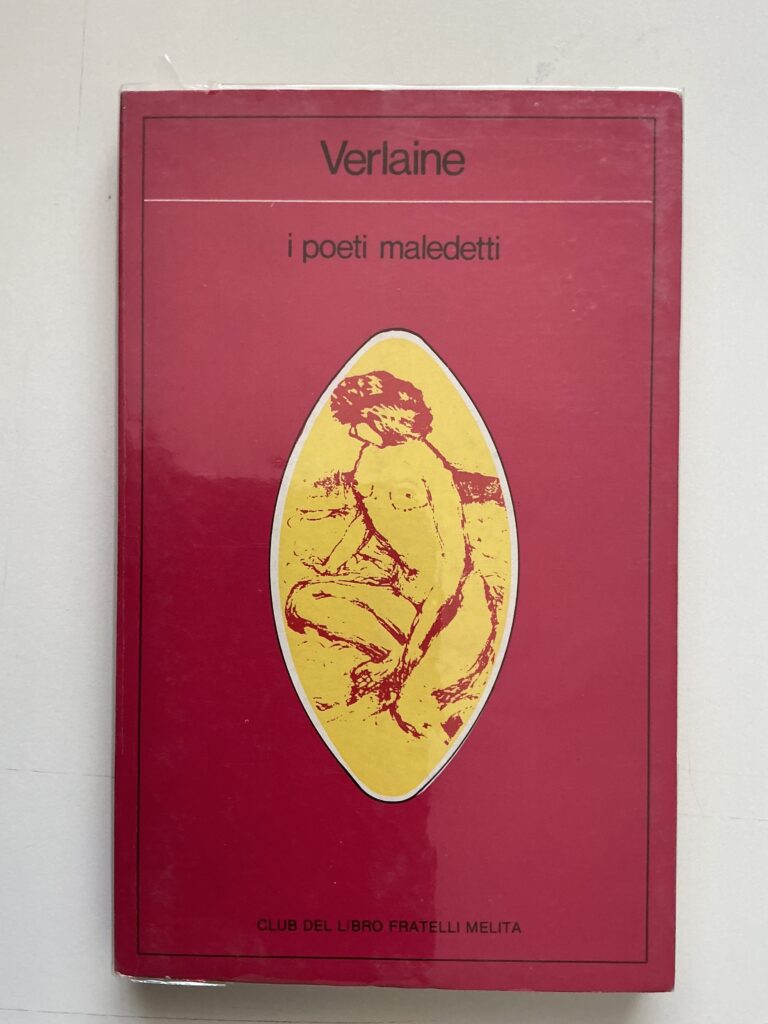 Verlaine
i poeti maledetti
CLUB DEL LIBRO FRATELLI MELITA